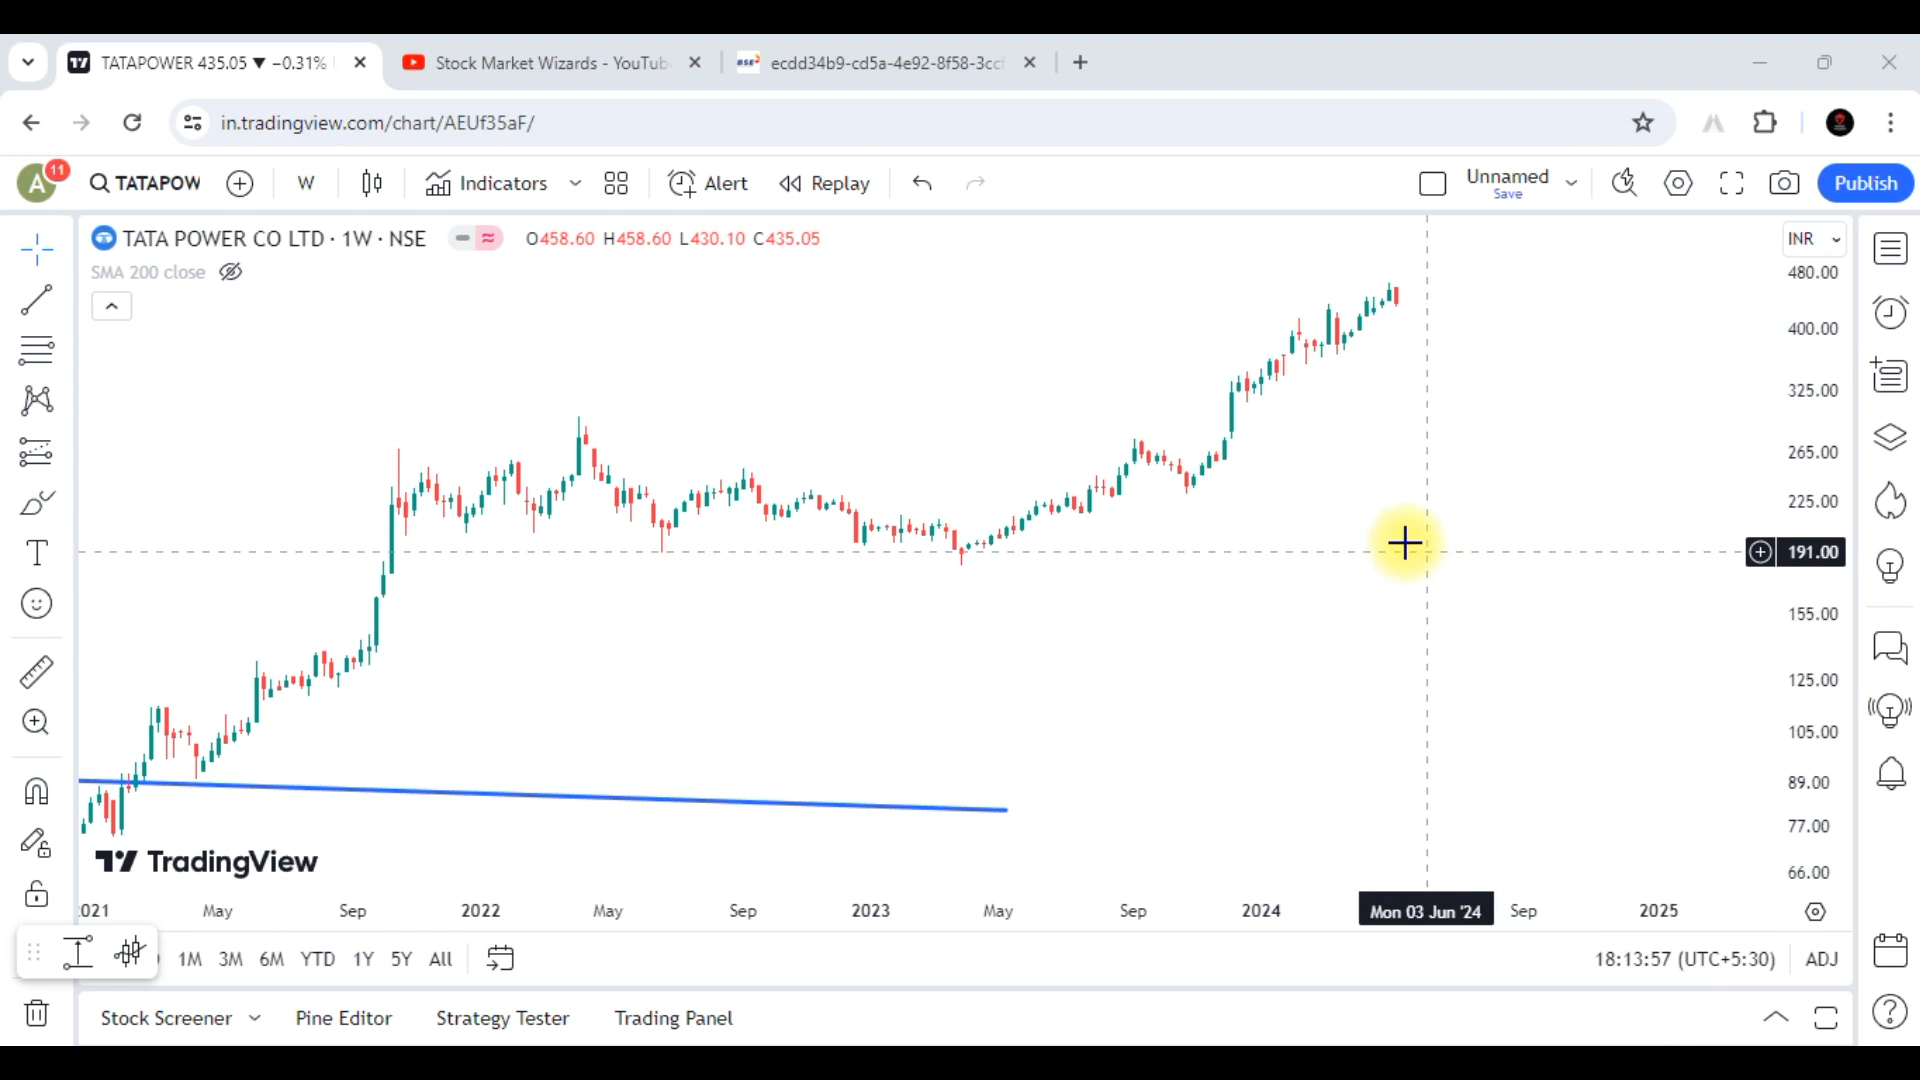 TATAPOWER 435.05 ▼ −0.31%
Stock Market Wizards - YouTub
ecdd34b9-cd5a-4e92-8f58-3cc
in.tradingview.com/chart/AEUf35aF/
A
11
TATAPOW
W
Indicators
Alert
Replay
Unnamed
Save
Publish
TATA POWER CO LTD · 1W · NSE
O458.60 H458.60 L430.10 C435.05
SMA 200 close
INR
480.00
400.00
325.00
265.00
225.00
191.00
155.00
125.00
105.00
89.00
77.00
66.00
TradingView
2021 May Sep 2022 May Sep 2023 May Sep 2024 Mon 03 Jun '24 Sep 2025
1M 3M 6M YTD 1Y 5Y All
18:13:57 (UTC+5:30) ADJ
Stock Screener
Pine Editor
Strategy Tester
Trading Panel